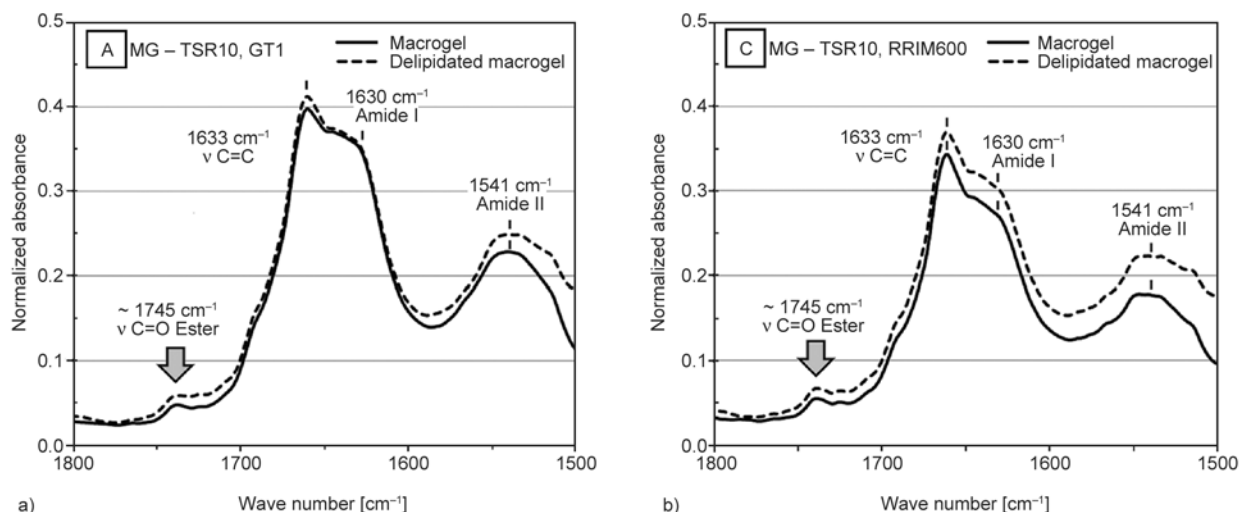 0.5
0.4
0.3
0.2
0.1
0.0
Normalized absorbance
A MG – TSR10, GT1
Macrogel
Delipidated macrogel
1633 cm⁻¹
ν C=C
1630 cm⁻¹
Amide I
1541 cm⁻¹
Amide II
~ 1745 cm⁻¹
ν C=O Ester
1800 1700 1600 1500
Wave number [cm⁻¹]
a)
0.5
0.4
0.3
0.2
0.1
0.0
Normalized absorbance
C MG – TSR10, RRIM600
Macrogel
Delipidated macrogel
1633 cm⁻¹
ν C=C
1630 cm⁻¹
Amide I
1541 cm⁻¹
Amide II
~ 1745 cm⁻¹
ν C=O Ester
1800 1700 1600 1500
Wave number [cm⁻¹]
b)